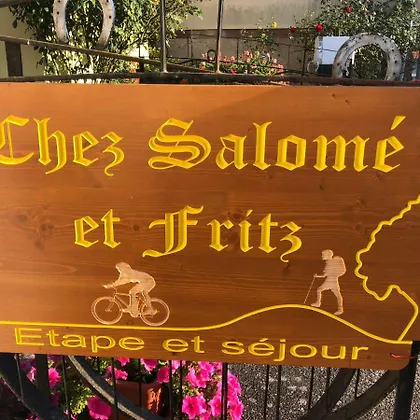 Chez Salomé
et Fritz
Etape et séjour